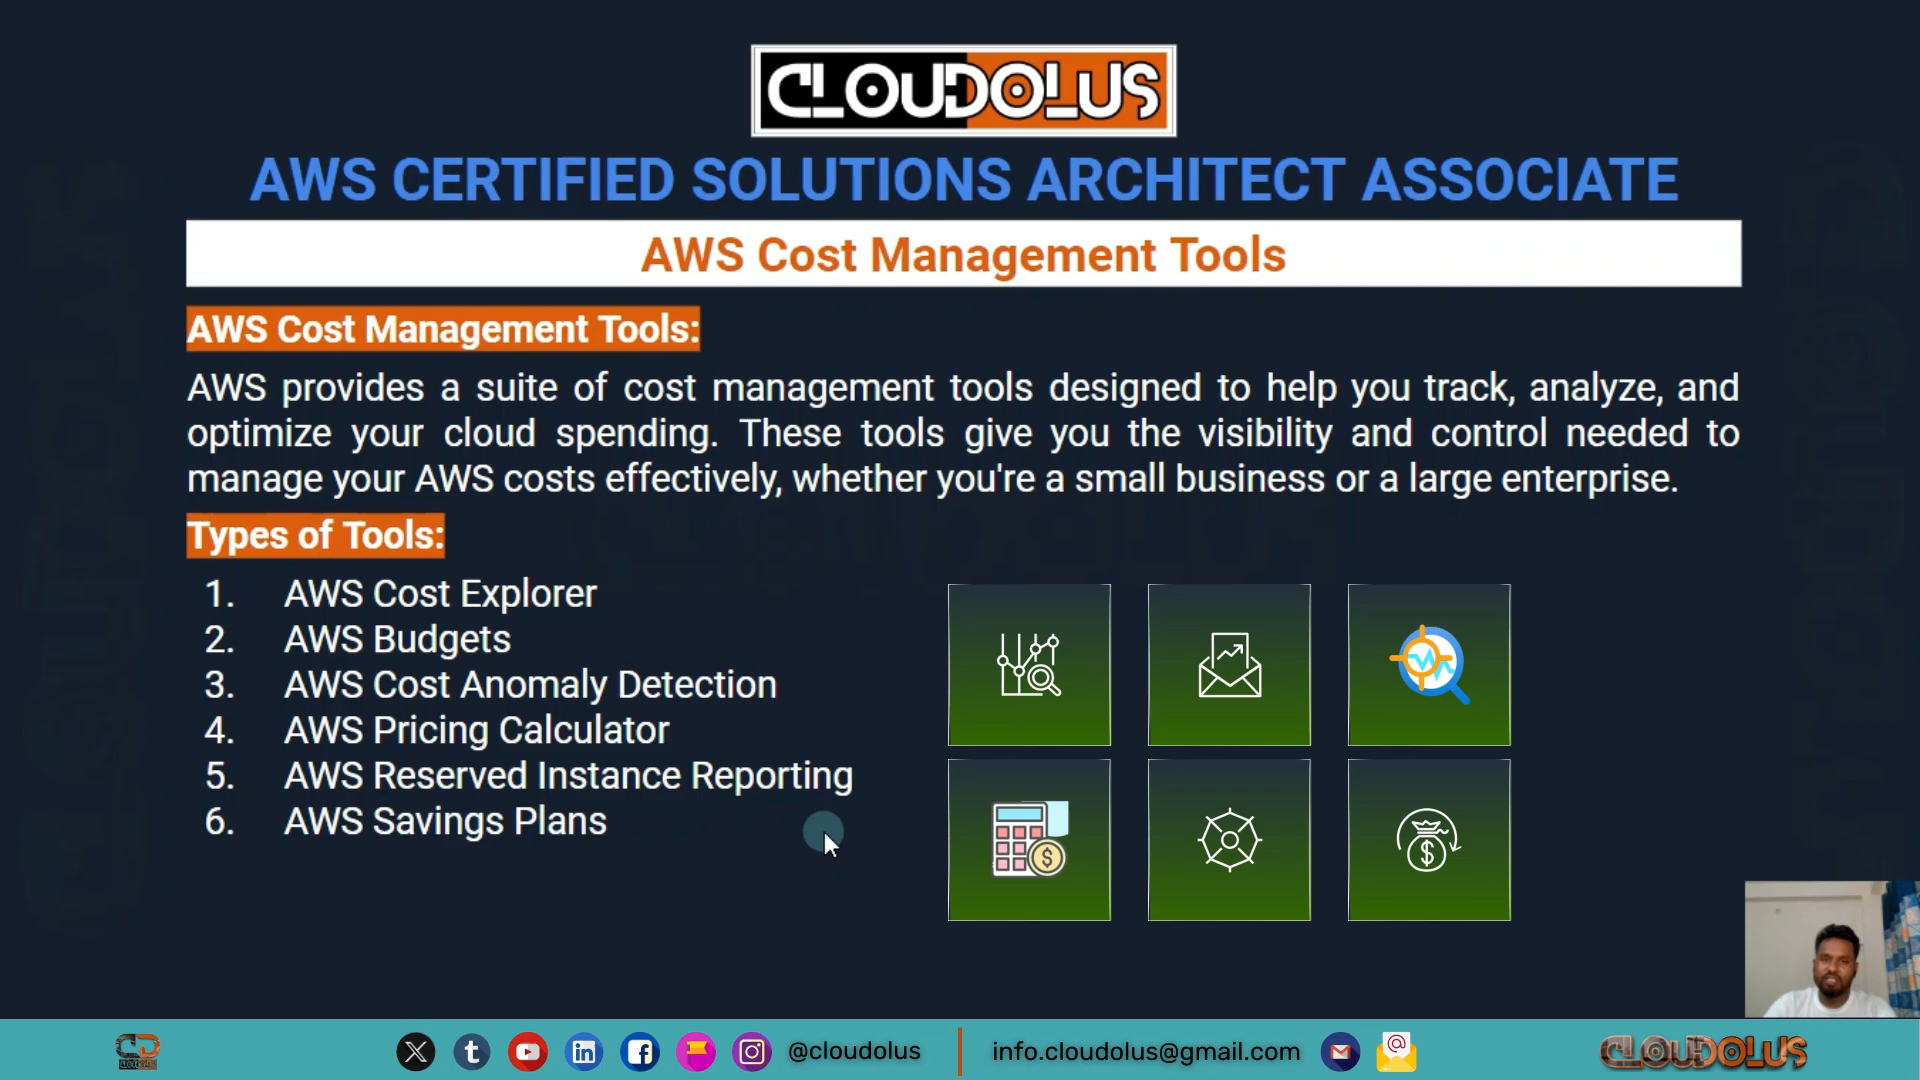 CLOUDOLUS
AWS CERTIFIED SOLUTIONS ARCHITECT ASSOCIATE
AWS Cost Management Tools
AWS Cost Management Tools:
AWS provides a suite of cost management tools designed to help you track, analyze, and
optimize your cloud spending. These tools give you the visibility and control needed to
manage your AWS costs effectively, whether you're a small business or a large enterprise.
Types of Tools:
1. AWS Cost Explorer
2. AWS Budgets
3. AWS Cost Anomaly Detection
4. AWS Pricing Calculator
5. AWS Reserved Instance Reporting
6. AWS Savings Plans
@cloudolus
info.cloudolus@gmail.com
CLOUDOLUS